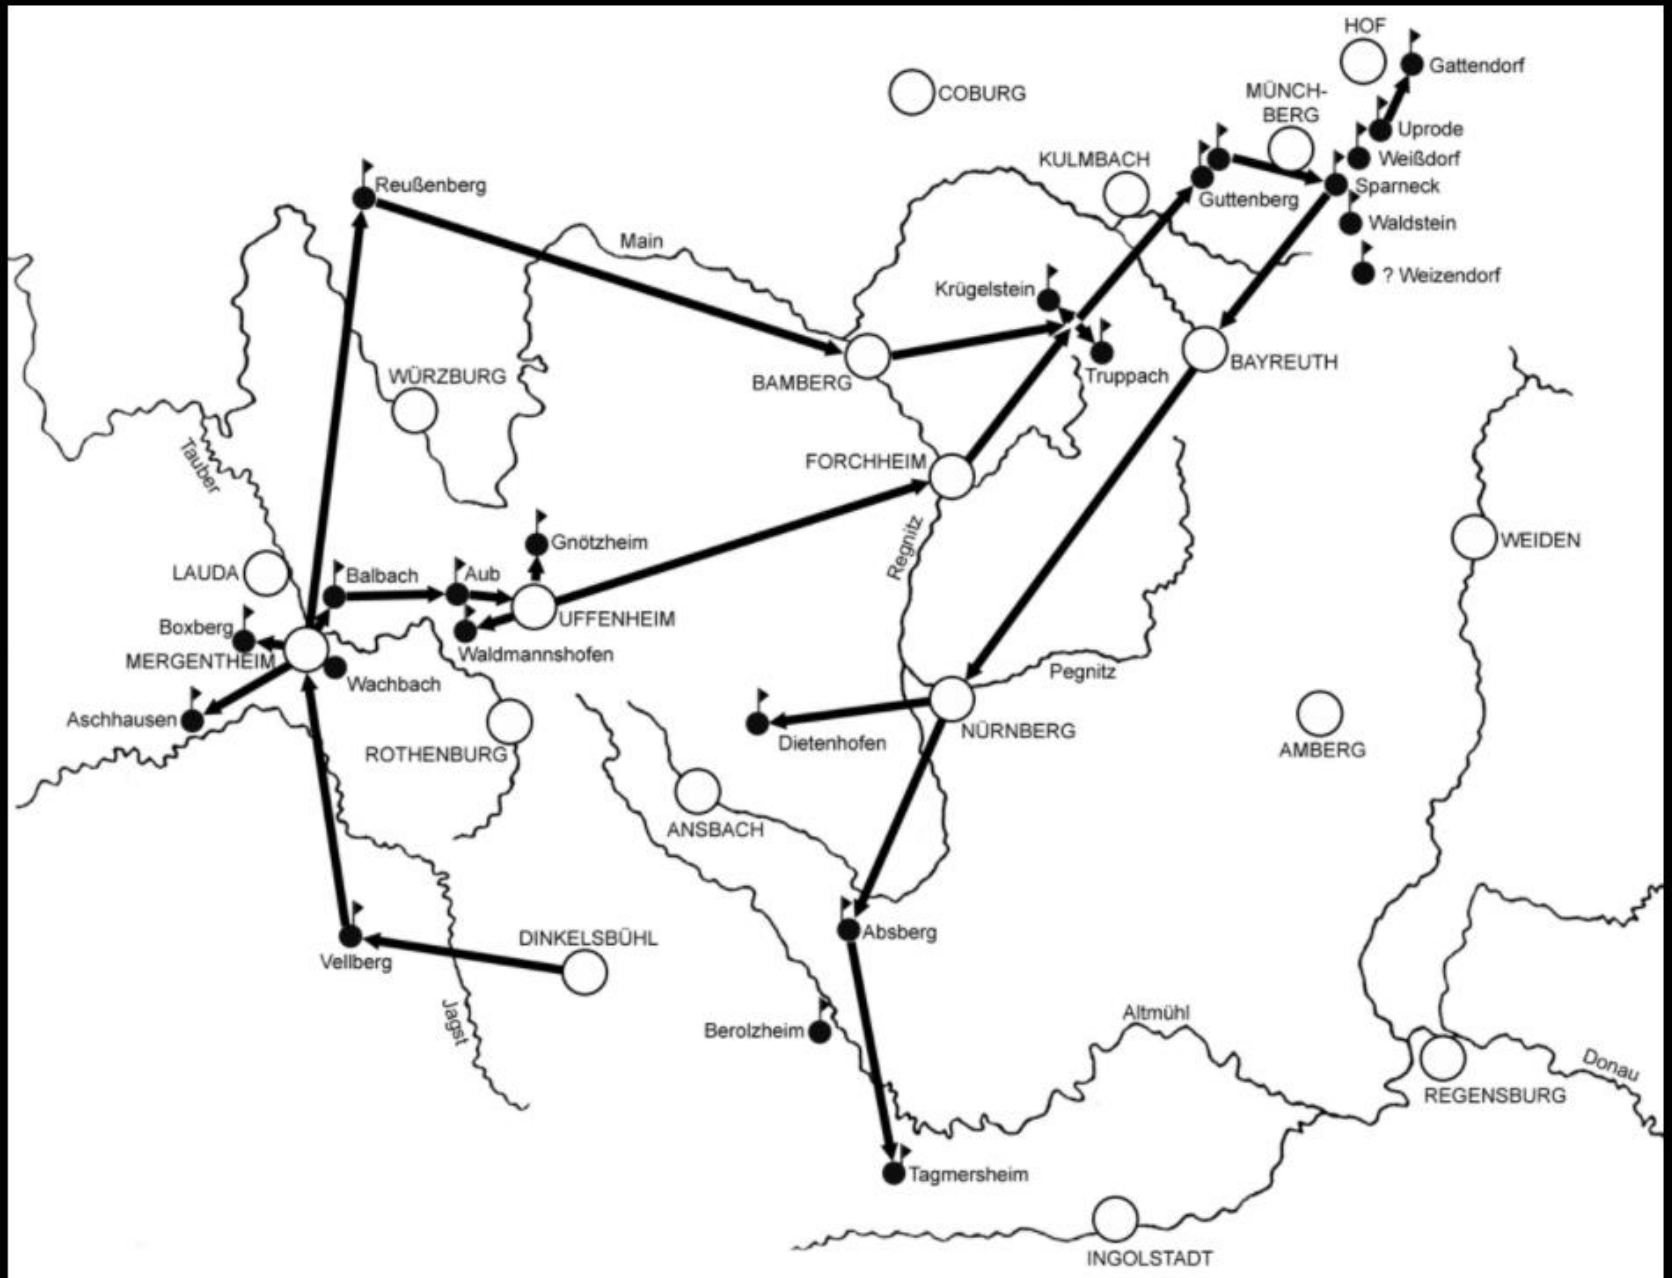 HOF
Gattendorf
COBURG
MÜNCH-
BERG
Uprode
KULMBACH
Weißdorf
Reußenberg
Sparneck
Guttenberg
Waldstein
Main
? Weizendorf
Krügelstein
BAYREUTH
WÜRZBURG
BAMBERG
Truppach
Tauber
FORCHHEIM
Regnitz
Gnötzheim
WEIDEN
LAUDA
Balbach
Aub
UFFENHEIM
Boxberg
Waldmannshofen
MERGENTHEIM
Wachbach
Pegnitz
Aschhausen
NÜRNBERG
Dietenhofen
ROTHENBURG
AMBERG
ANSBACH
Absberg
DINKELSBÜHL
Vellberg
Jagst
Berolzheim
Altmühl
Donau
REGENSBURG
Tagmersheim
INGOLSTADT